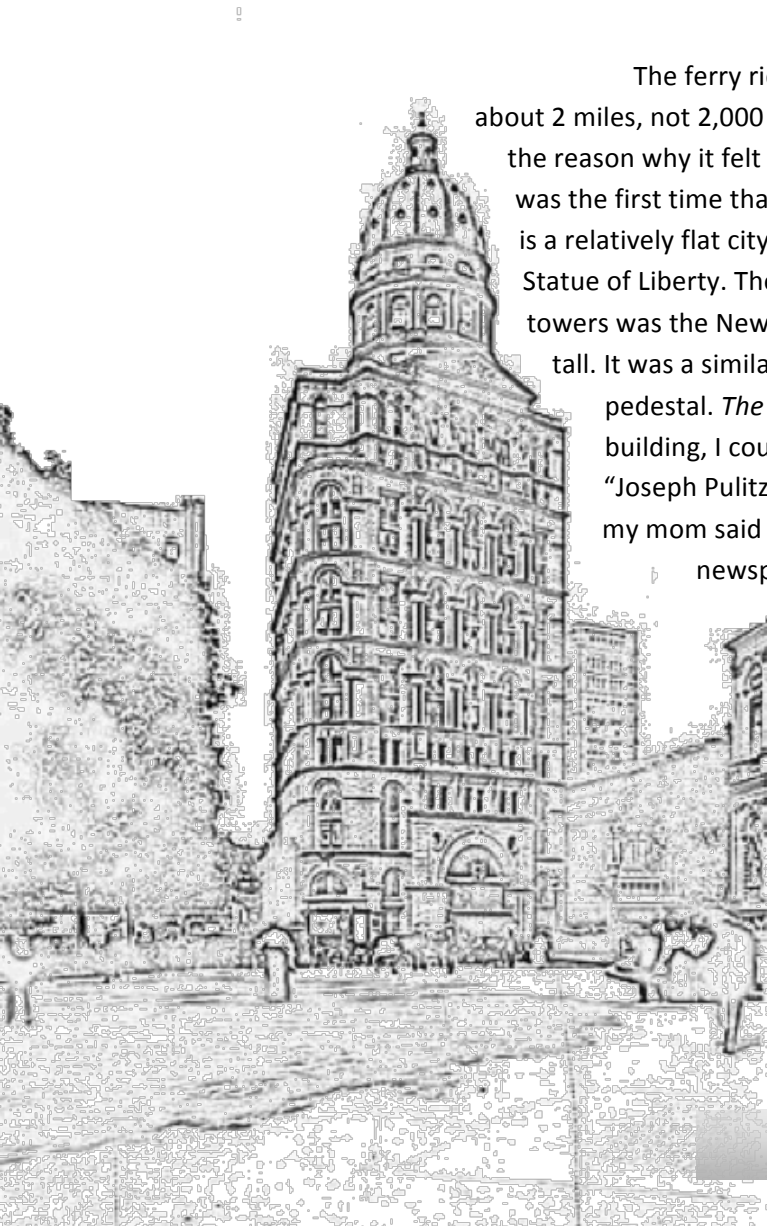 The ferry ri
about 2 miles, not 2,000
the reason why it felt
was the first time tha
is a relatively flat city
Statue of Liberty. The
towers was the New
tall. It was a simila
pedestal. The
building, I cou
“Joseph Pulitz
my mom said
newsp